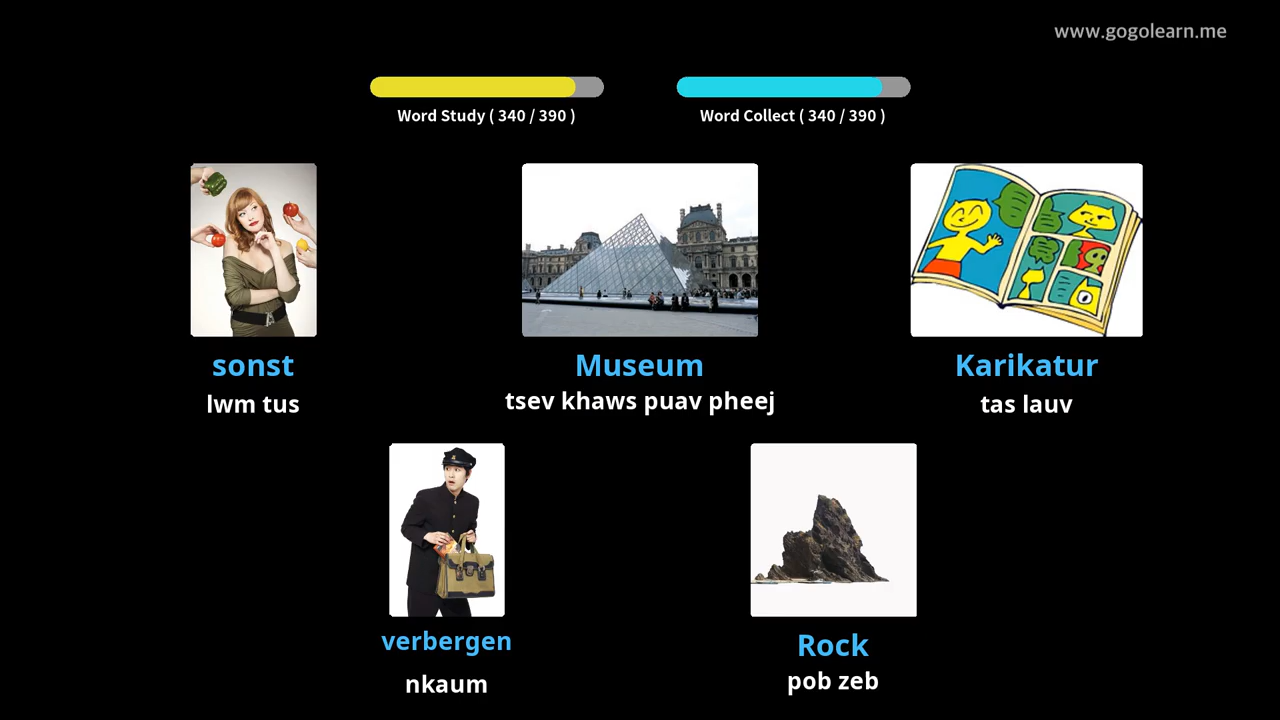 www.gogolearn.me
Word Study ( 340 / 390 )
Word Collect ( 340 / 390 )
sonst
lwm tus
Museum
tsev khaws puav pheej
Karikatur
tas lauv
verbergen
nkaum
Rock
pob zeb